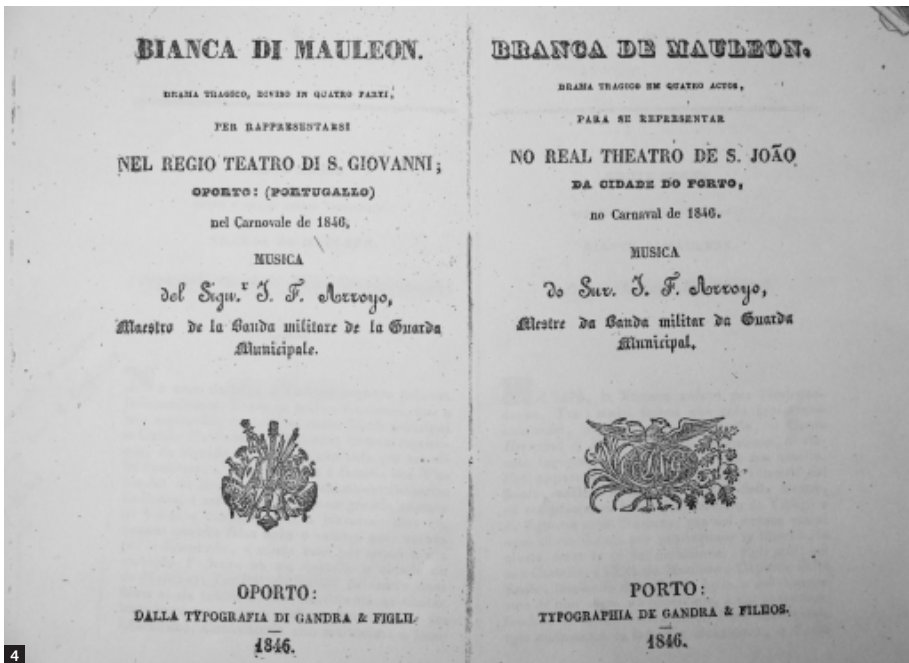 BIANCA DI MAULEON.
DRAMA TRAGICO, DIVISO IN QUATRO PARTI,
PER RAPPRESENTARSI
NEL REGIO TEATRO DI S. GIOVANNI;
OPORTO: (PORTUGALLO)
nel Carnovale de 1846,
MUSICA
del Sign.r J. F. Arroyo,
Maestro de la Banda militare de la Guarda
Municipale.
OPORTO:
DALLA TYPOGRAFIA DI GANDRA & FIGLII.
1846.
BRANCA DE MAULEON.
DRAMA TRAGICO EM QUATRO ACTOS,
PARA SE REPRESENTAR
NO REAL THEATRO DE S. JOÃO
DA CIDADE DO PORTO,
no Carnaval de 1846.
MUSICA
do Snr. J. F. Arroyo,
Mestre da Banda militar da Guarda
Municipal.
PORTO:
TYPOGRAPHIA DE GANDRA & FILHOS.
1846.
4